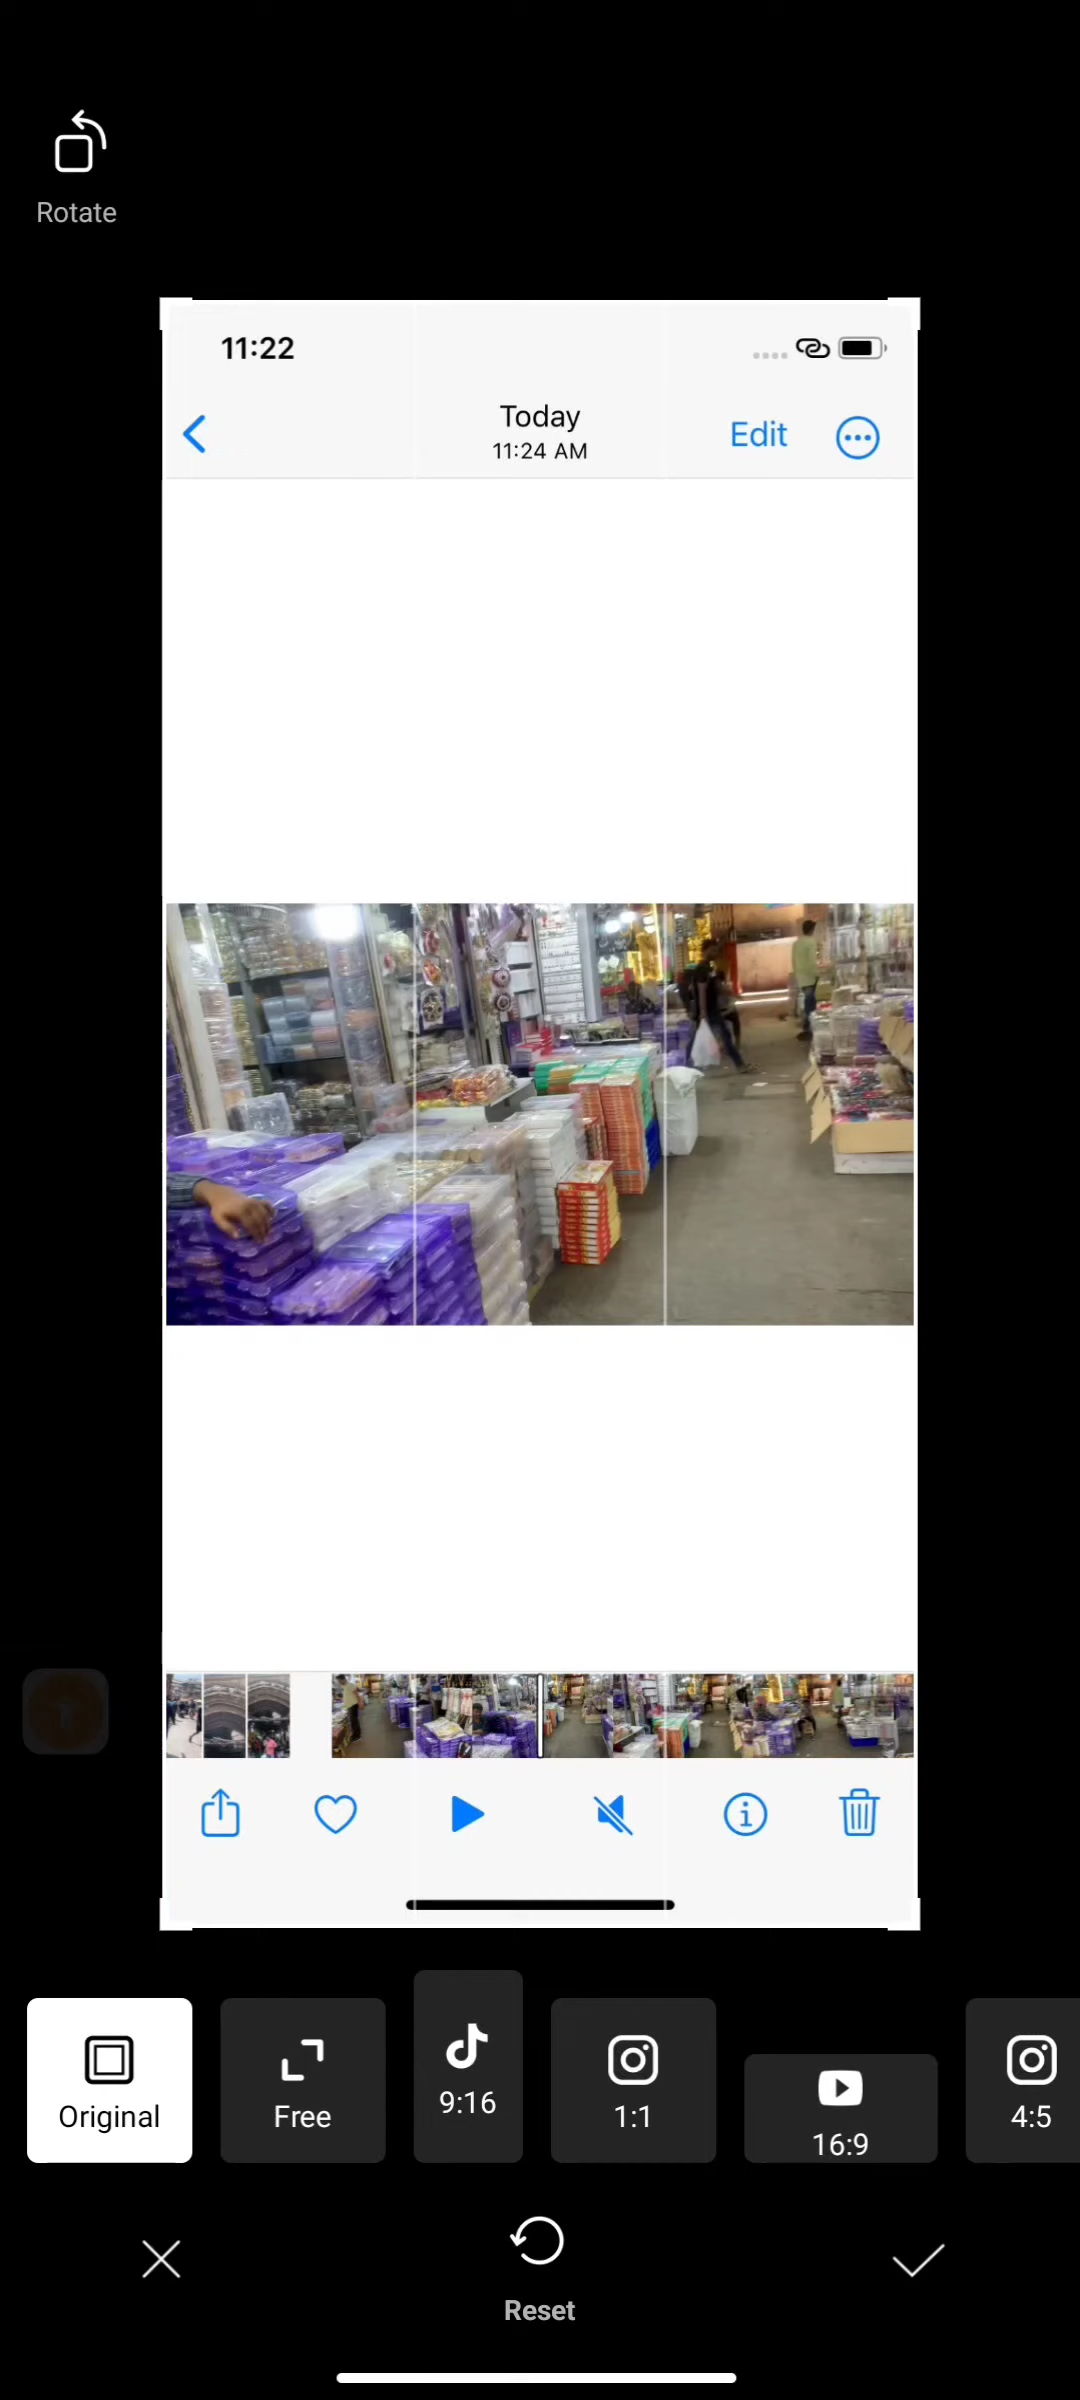 Rotate
11:22
Today
11:24 AM
Edit
Original
Free
9:16
1:1
16:9
4:5
Reset